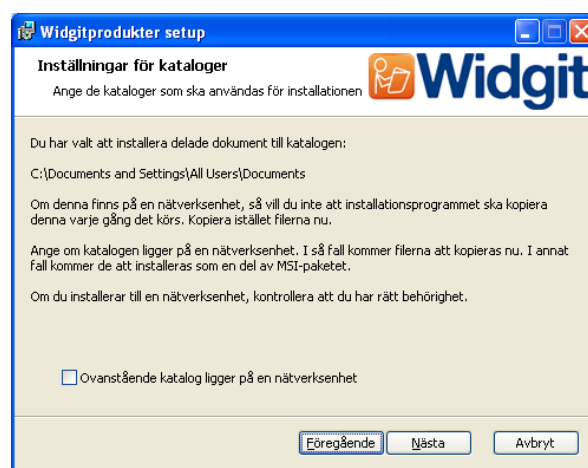 Widgitprodukter setup
Inställningar för kataloger
Ange de kataloger som ska användas för installationen
Widgit
Du har valt att installera delade dokument till katalogen:
C:\Documents and Settings\All Users\Documents
Om denna finns på en nätverksenhet, så vill du inte att installationsprogrammet ska kopiera
denna varje gång det körs. Kopiera istället filerna nu.
Ange om katalogen ligger på en nätverksenhet. I så fall kommer filerna att kopieras nu. I annat
fall kommer de att installeras som en del av MSI-paketet.
Om du installerar till en nätverksenhet, kontrollera att du har rätt behörighet.
Ovanstående katalog ligger på en nätverksenhet
Föregående
Nästa
Avbryt